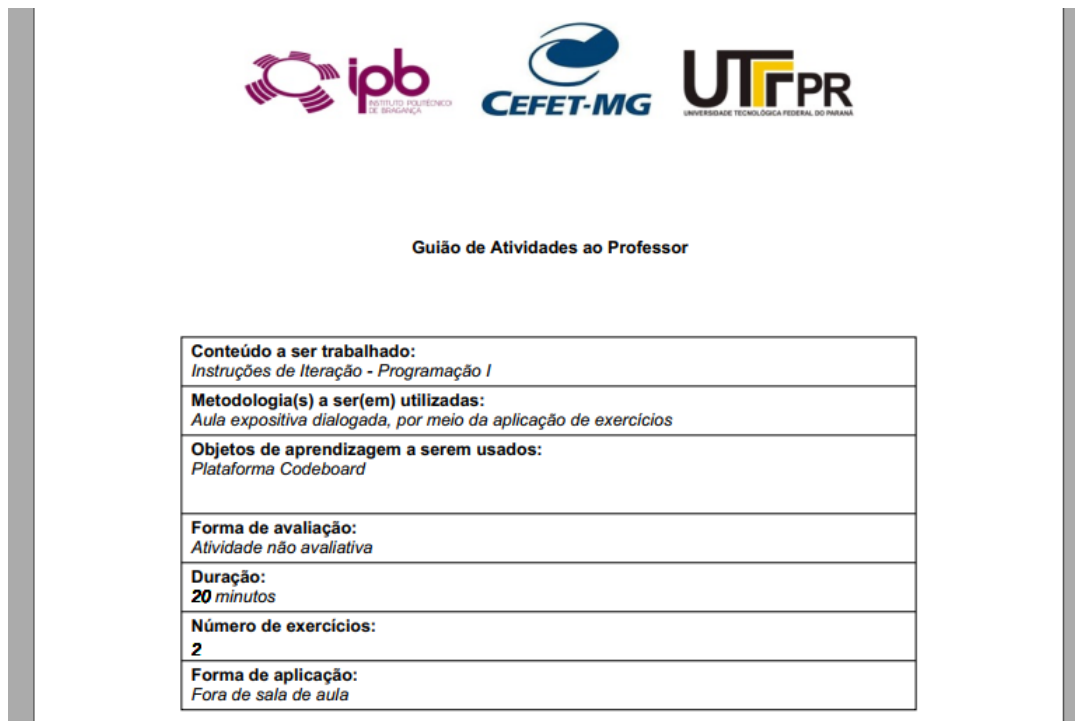 ipb
INSTITUTO POLITÉCNICO
DE BRAGANÇA
CEFET-MG
UTFPR
UNIVERSIDADE TECNOLÓGICA FEDERAL DO PARANÁ
Guião de Atividades ao Professor
Conteúdo a ser trabalhado:
Instruções de Iteração - Programação I
Metodologia(s) a ser(em) utilizadas:
Aula expositiva dialogada, por meio da aplicação de exercícios
Objetos de aprendizagem a serem usados:
Plataforma Codeboard
Forma de avaliação:
Atividade não avaliativa
Duração:
20 minutos
Número de exercícios:
2
Forma de aplicação:
Fora de sala de aula